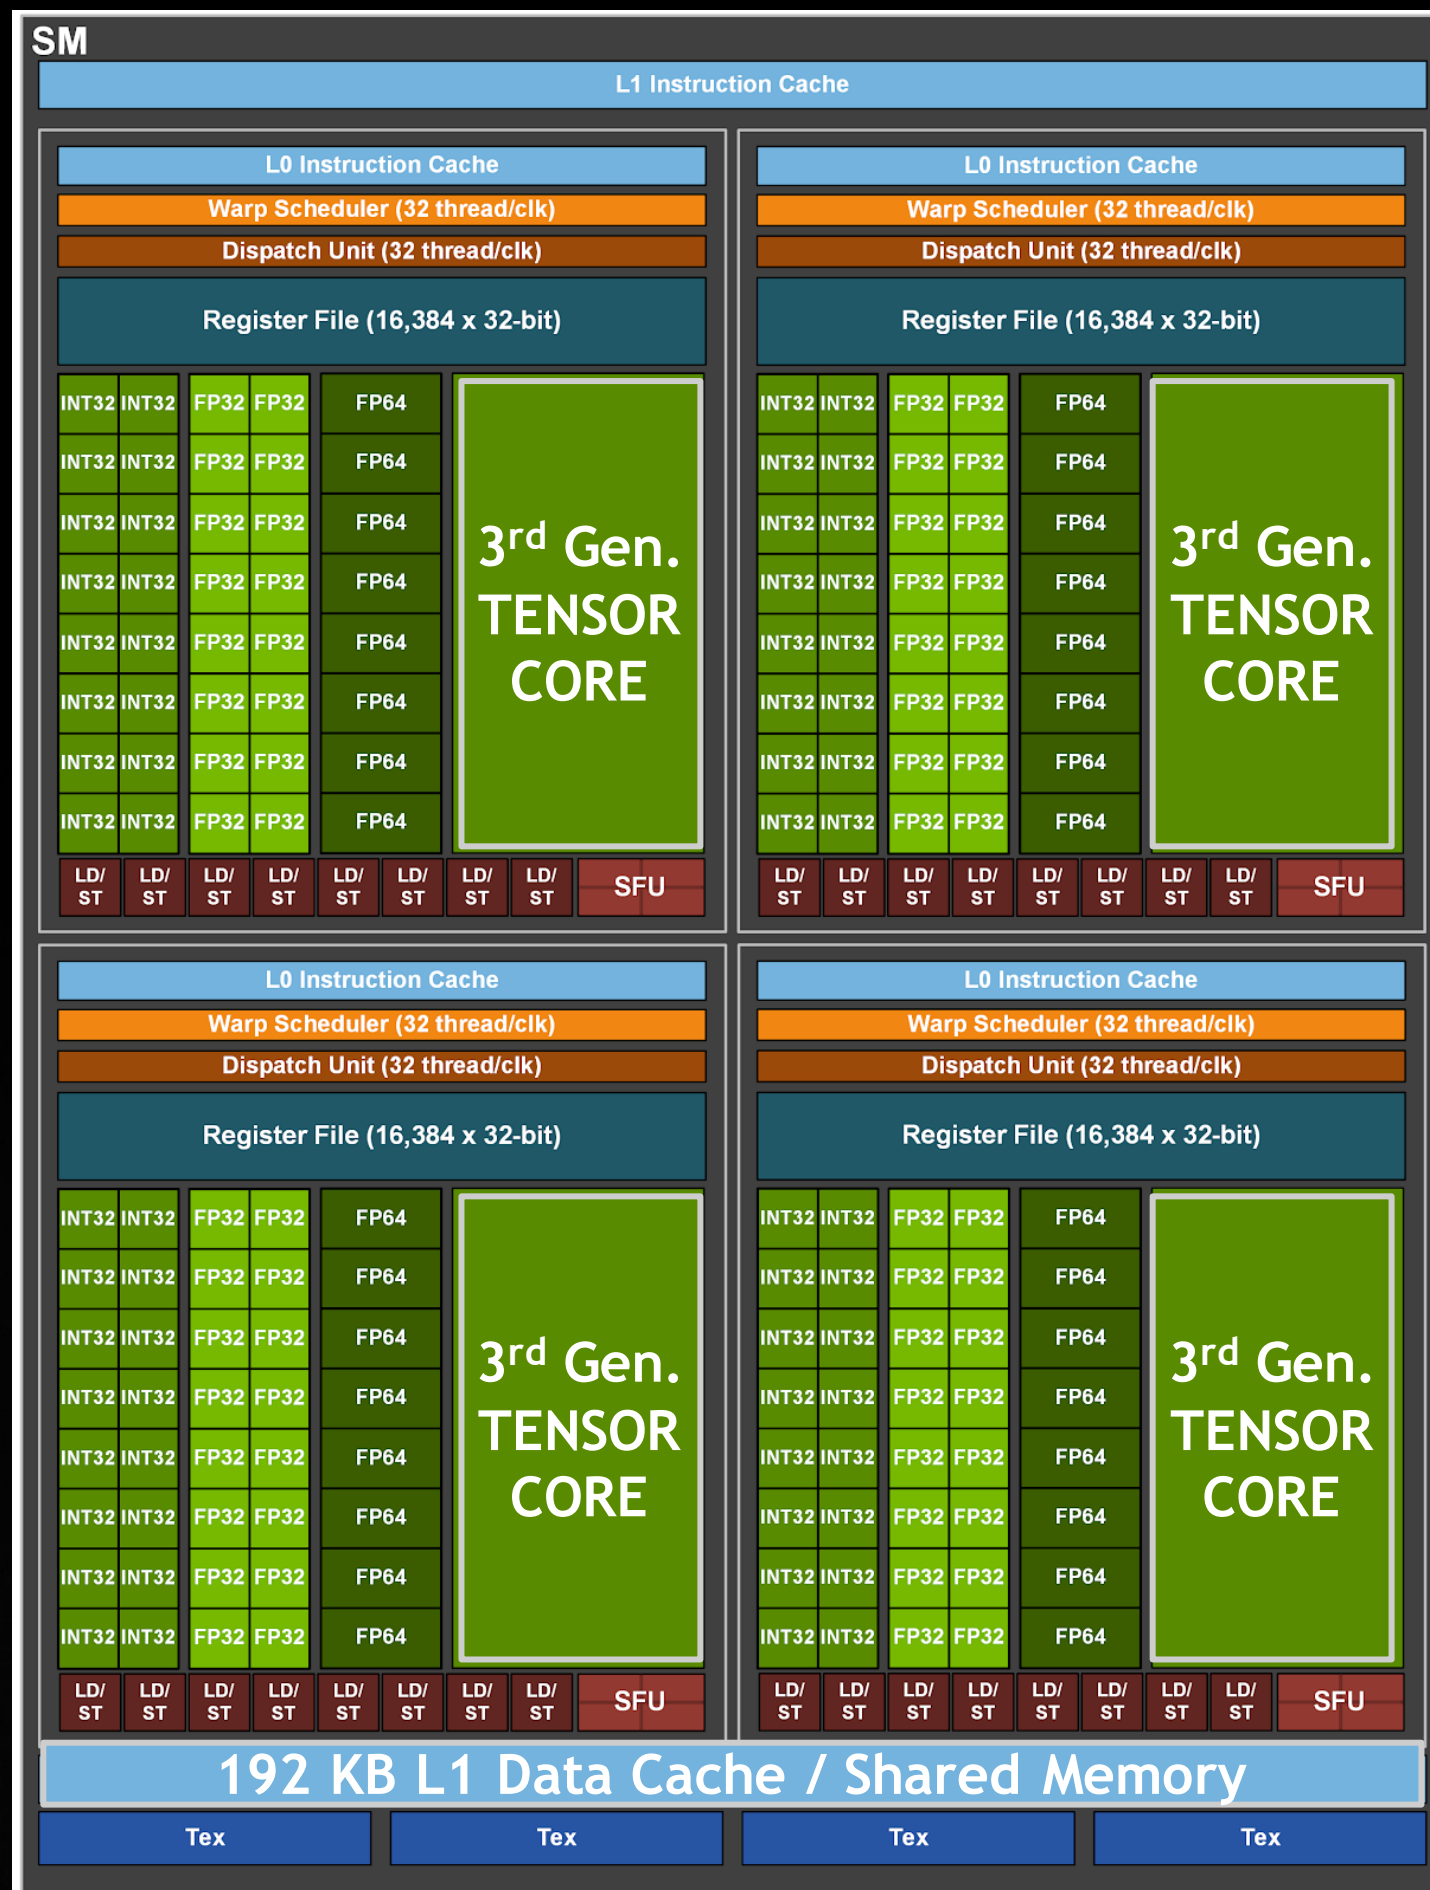 SM
L1 Instruction Cache
L0 Instruction Cache
Warp Scheduler (32 thread/clk)
Dispatch Unit (32 thread/clk)
Register File (16,384 x 32-bit)
INT32 INT32 FP32 FP32 FP64
INT32 INT32 FP32 FP32 FP64
INT32 INT32 FP32 FP32 FP64
INT32 INT32 FP32 FP32 FP64
INT32 INT32 FP32 FP32 FP64
INT32 INT32 FP32 FP32 FP64
INT32 INT32 FP32 FP32 FP64
INT32 INT32 FP32 FP32 FP64
3rd Gen.
TENSOR
CORE
LD/ LD/ LD/ LD/ LD/ LD/ LD/ LD/
ST ST ST ST ST ST ST ST
SFU
L0 Instruction Cache
Warp Scheduler (32 thread/clk)
Dispatch Unit (32 thread/clk)
Register File (16,384 x 32-bit)
INT32 INT32 FP32 FP32 FP64
INT32 INT32 FP32 FP32 FP64
INT32 INT32 FP32 FP32 FP64
INT32 INT32 FP32 FP32 FP64
INT32 INT32 FP32 FP32 FP64
INT32 INT32 FP32 FP32 FP64
INT32 INT32 FP32 FP32 FP64
INT32 INT32 FP32 FP32 FP64
3rd Gen.
TENSOR
CORE
LD/ LD/ LD/ LD/ LD/ LD/ LD/ LD/
ST ST ST ST ST ST ST ST
SFU
L0 Instruction Cache
Warp Scheduler (32 thread/clk)
Dispatch Unit (32 thread/clk)
Register File (16,384 x 32-bit)
INT32 INT32 FP32 FP32 FP64
INT32 INT32 FP32 FP32 FP64
INT32 INT32 FP32 FP32 FP64
INT32 INT32 FP32 FP32 FP64
INT32 INT32 FP32 FP32 FP64
INT32 INT32 FP32 FP32 FP64
INT32 INT32 FP32 FP32 FP64
INT32 INT32 FP32 FP32 FP64
3rd Gen.
TENSOR
CORE
LD/ LD/ LD/ LD/ LD/ LD/ LD/ LD/
ST ST ST ST ST ST ST ST
SFU
L0 Instruction Cache
Warp Scheduler (32 thread/clk)
Dispatch Unit (32 thread/clk)
Register File (16,384 x 32-bit)
INT32 INT32 FP32 FP32 FP64
INT32 INT32 FP32 FP32 FP64
INT32 INT32 FP32 FP32 FP64
INT32 INT32 FP32 FP32 FP64
INT32 INT32 FP32 FP32 FP64
INT32 INT32 FP32 FP32 FP64
INT32 INT32 FP32 FP32 FP64
INT32 INT32 FP32 FP32 FP64
3rd Gen.
TENSOR
CORE
LD/ LD/ LD/ LD/ LD/ LD/ LD/ LD/
ST ST ST ST ST ST ST ST
SFU
192 KB L1 Data Cache / Shared Memory
Tex Tex Tex Tex